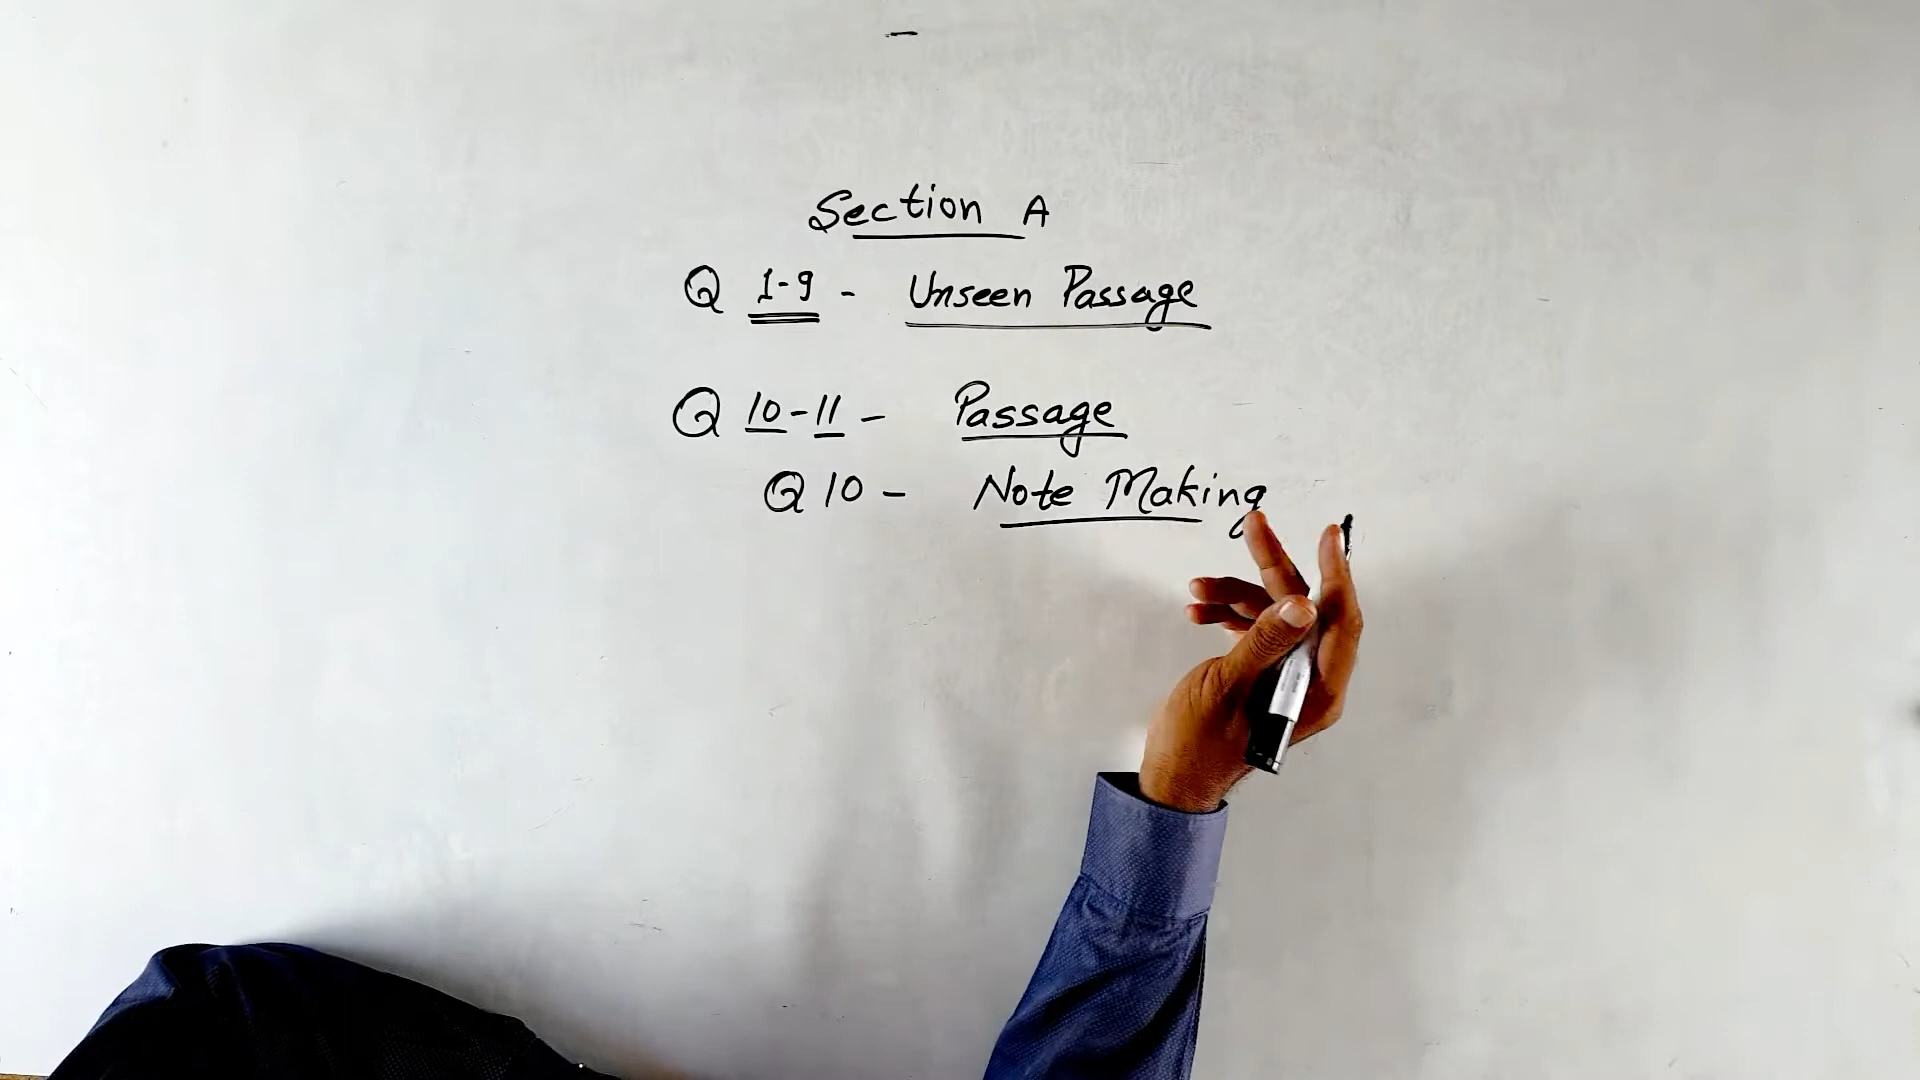 Section A
Q 1-9 - Unseen Passage
Q 10-11 - Passage
Q 10 - Note Making